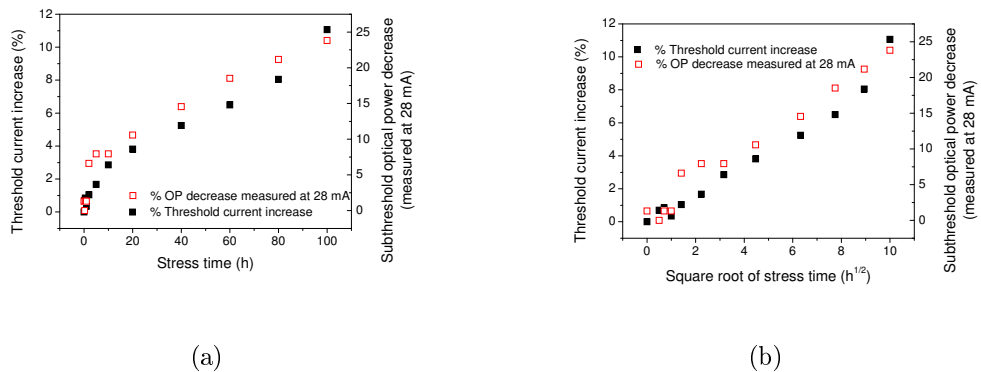 12
10
8
6
4
2
0
Threshold current increase (%)
25
20
15
10
5
0
Subthreshold optical power decrease
(measured at 28 mA)
% OP decrease measured at 28 mA
% Threshold current increase
0 20 40 60 80 100
Stress time (h)
(a)
12
10
8
6
4
2
0
Threshold current increase (%)
25
20
15
10
5
0
Subthreshold optical power decrease
(measured at 28 mA)
% Threshold current increase
% OP decrease measured at 28 mA
0 2 4 6 8 10
Square root of stress time (h^1/2)
(b)